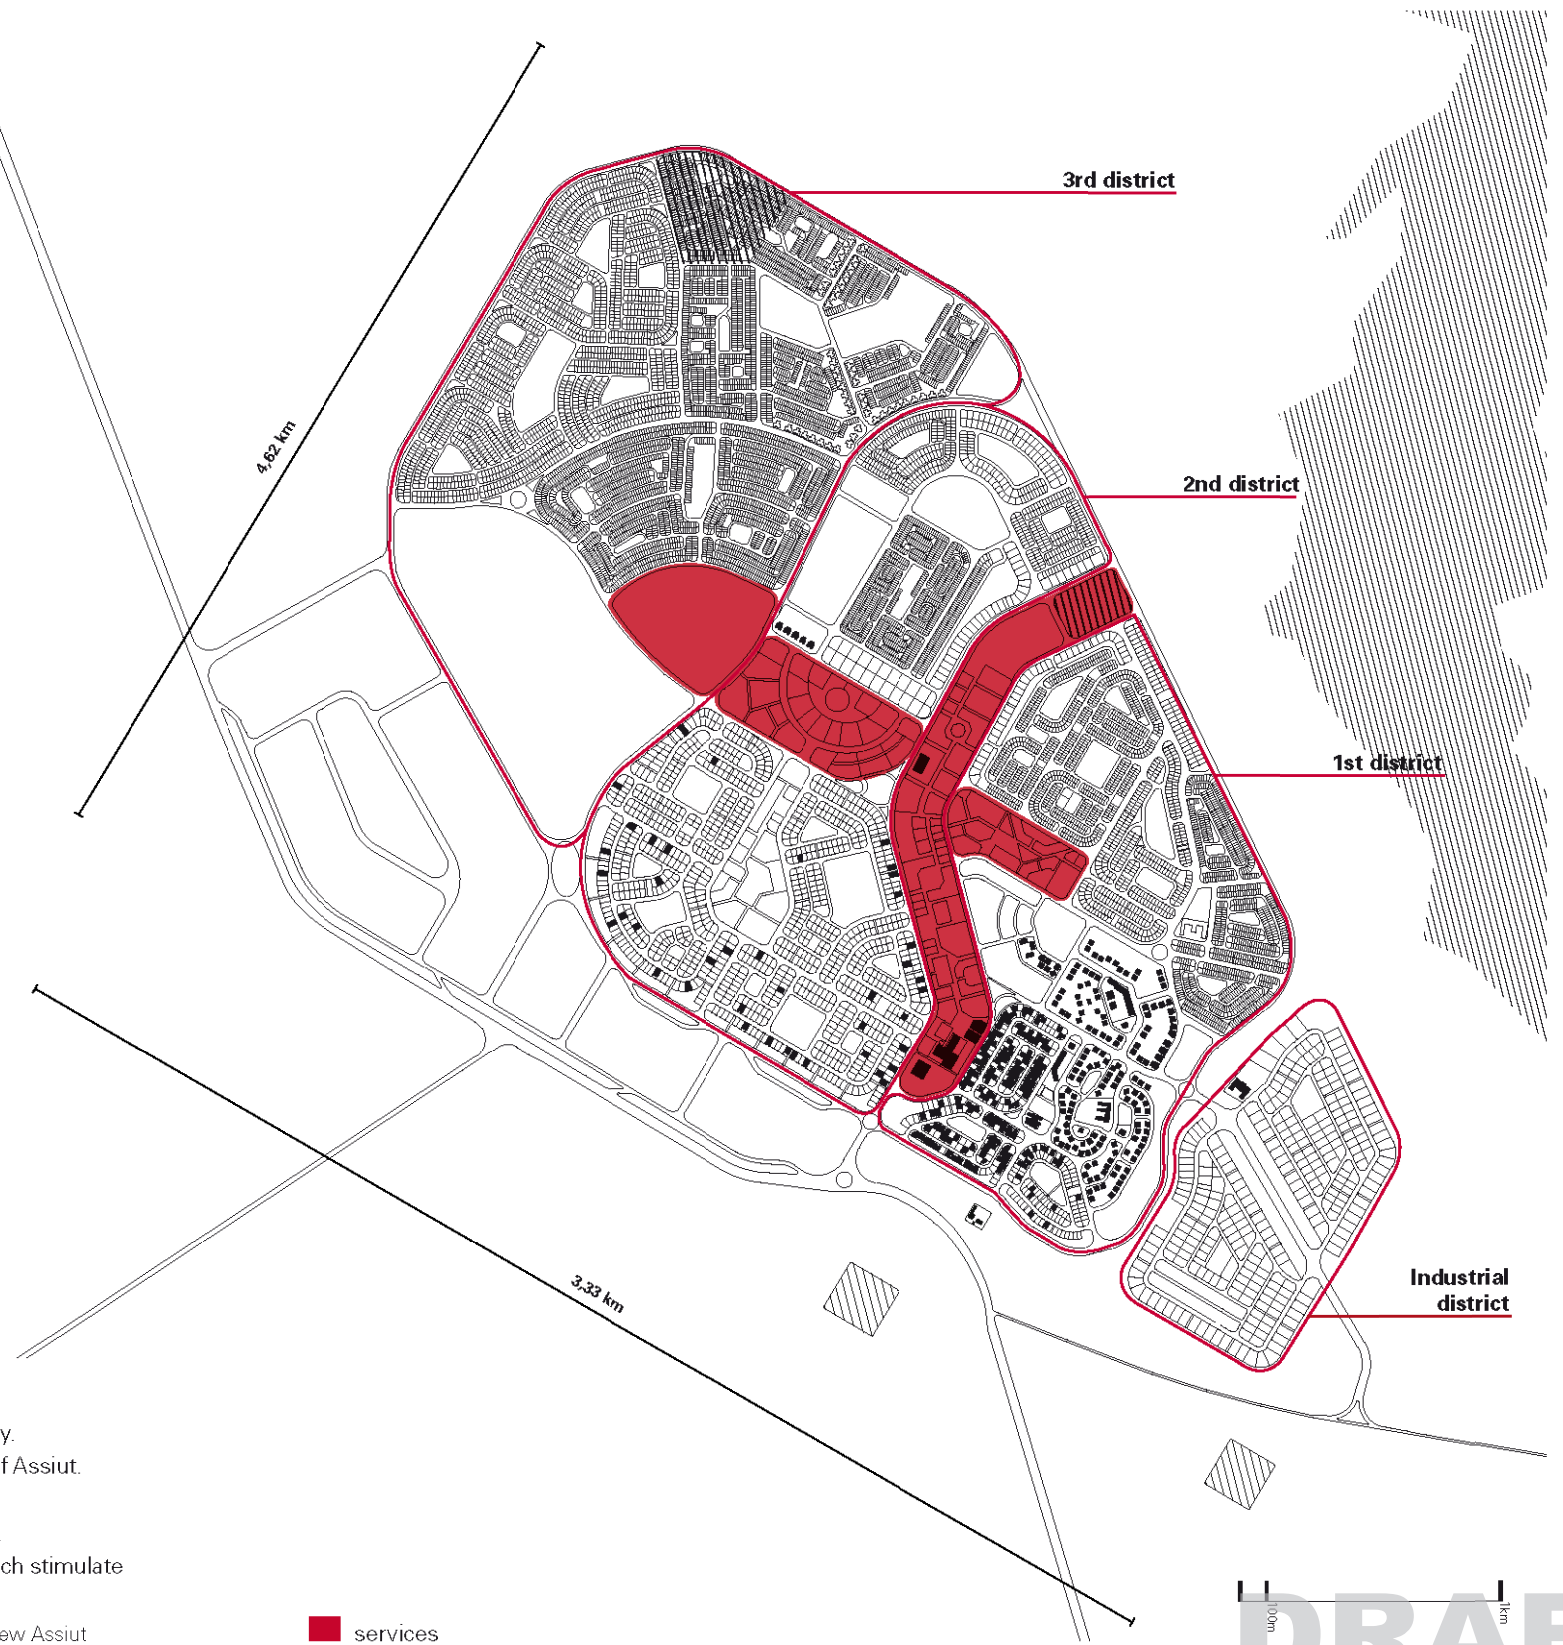 3rd district
4,62 km
2nd district
1st district
Industrial
district
3,33 km
y.
f Assiut.
ch stimulate
ew Assiut
services
100m
1km
DRAF